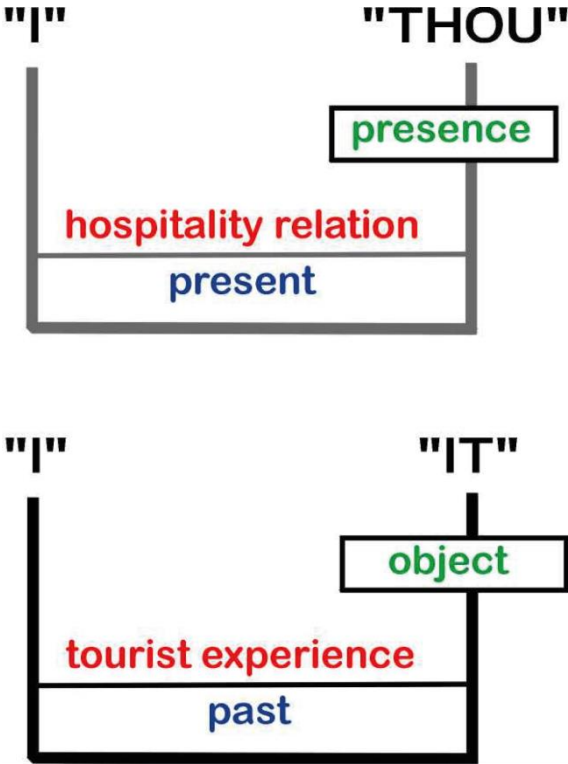 "I" "THOU"
presence
hospitality relation
present
"I" "IT"
object
tourist experience
past